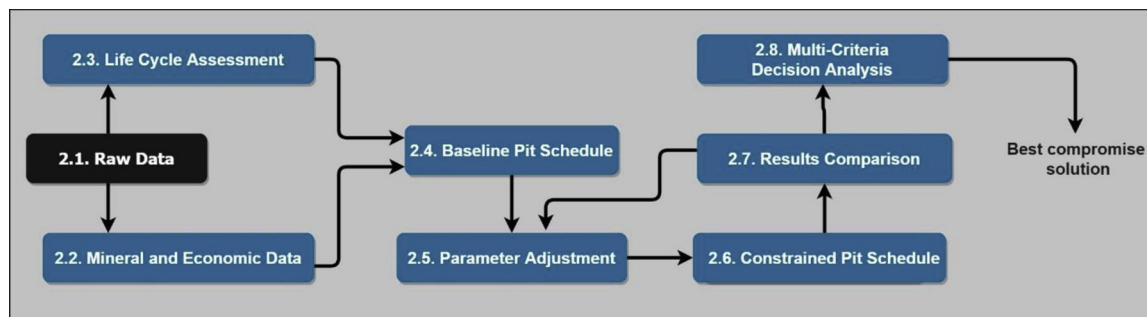 2.3. Life Cycle Assessment
2.8. Multi-Criteria
Decision Analysis
2.1. Raw Data
2.4. Baseline Pit Schedule
2.7. Results Comparison
Best compromise
solution
2.2. Mineral and Economic Data
2.5. Parameter Adjustment
2.6. Constrained Pit Schedule